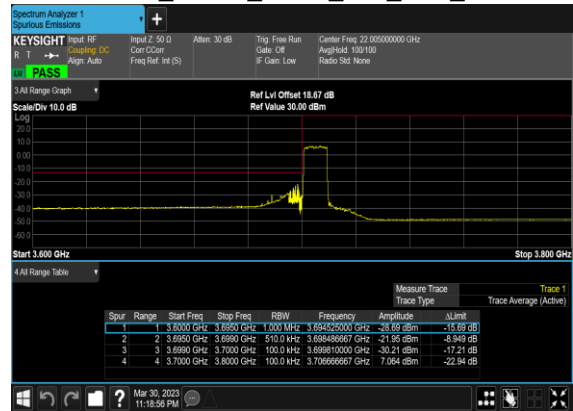 Spectrum Analyzer 1
Spurious Emissions
+
KEYSIGHT Input: RF Input Z: 50 Ω Atten: 30 dB Trig: Free Run Center Freq: 22.005000000 GHz
R T Coupling: DC Corr CCorr Gate: Off Avg|Hold: 100/100
Align: Auto Freq Ref: Int (S) IF Gain: Low Radio Std: None
PASS
3 All Range Graph
Ref Lvl Offset 18.67 dB
Scale/Div 10.0 dB Ref Value 30.00 dBm
Log
20.0
10.0
0.00
-10.0
-20.0
-30.0
-40.0
-50.0
-60.0
Start 3.600 GHz Stop 3.800 GHz
4 All Range Table
Measure Trace Trace 1
Trace Type Trace Average (Active)
Spur Range Start Freq Stop Freq RBW Frequency Amplitude ΔLimit
1 1 3.6000 GHz 3.6950 GHz 1.000 MHz 3.694525000 GHz -28.69 dBm -15.69 dB
2 2 3.6950 GHz 3.6990 GHz 510.0 kHz 3.698486667 GHz -21.95 dBm -8.949 dB
3 3 3.6990 GHz 3.7000 GHz 100.0 kHz 3.699810000 GHz -30.21 dBm -17.21 dB
4 4 3.7000 GHz 3.8000 GHz 100.0 kHz 3.706666667 GHz 7.064 dBm -22.94 dB
? Mar 30, 2023
11:18:56 PM